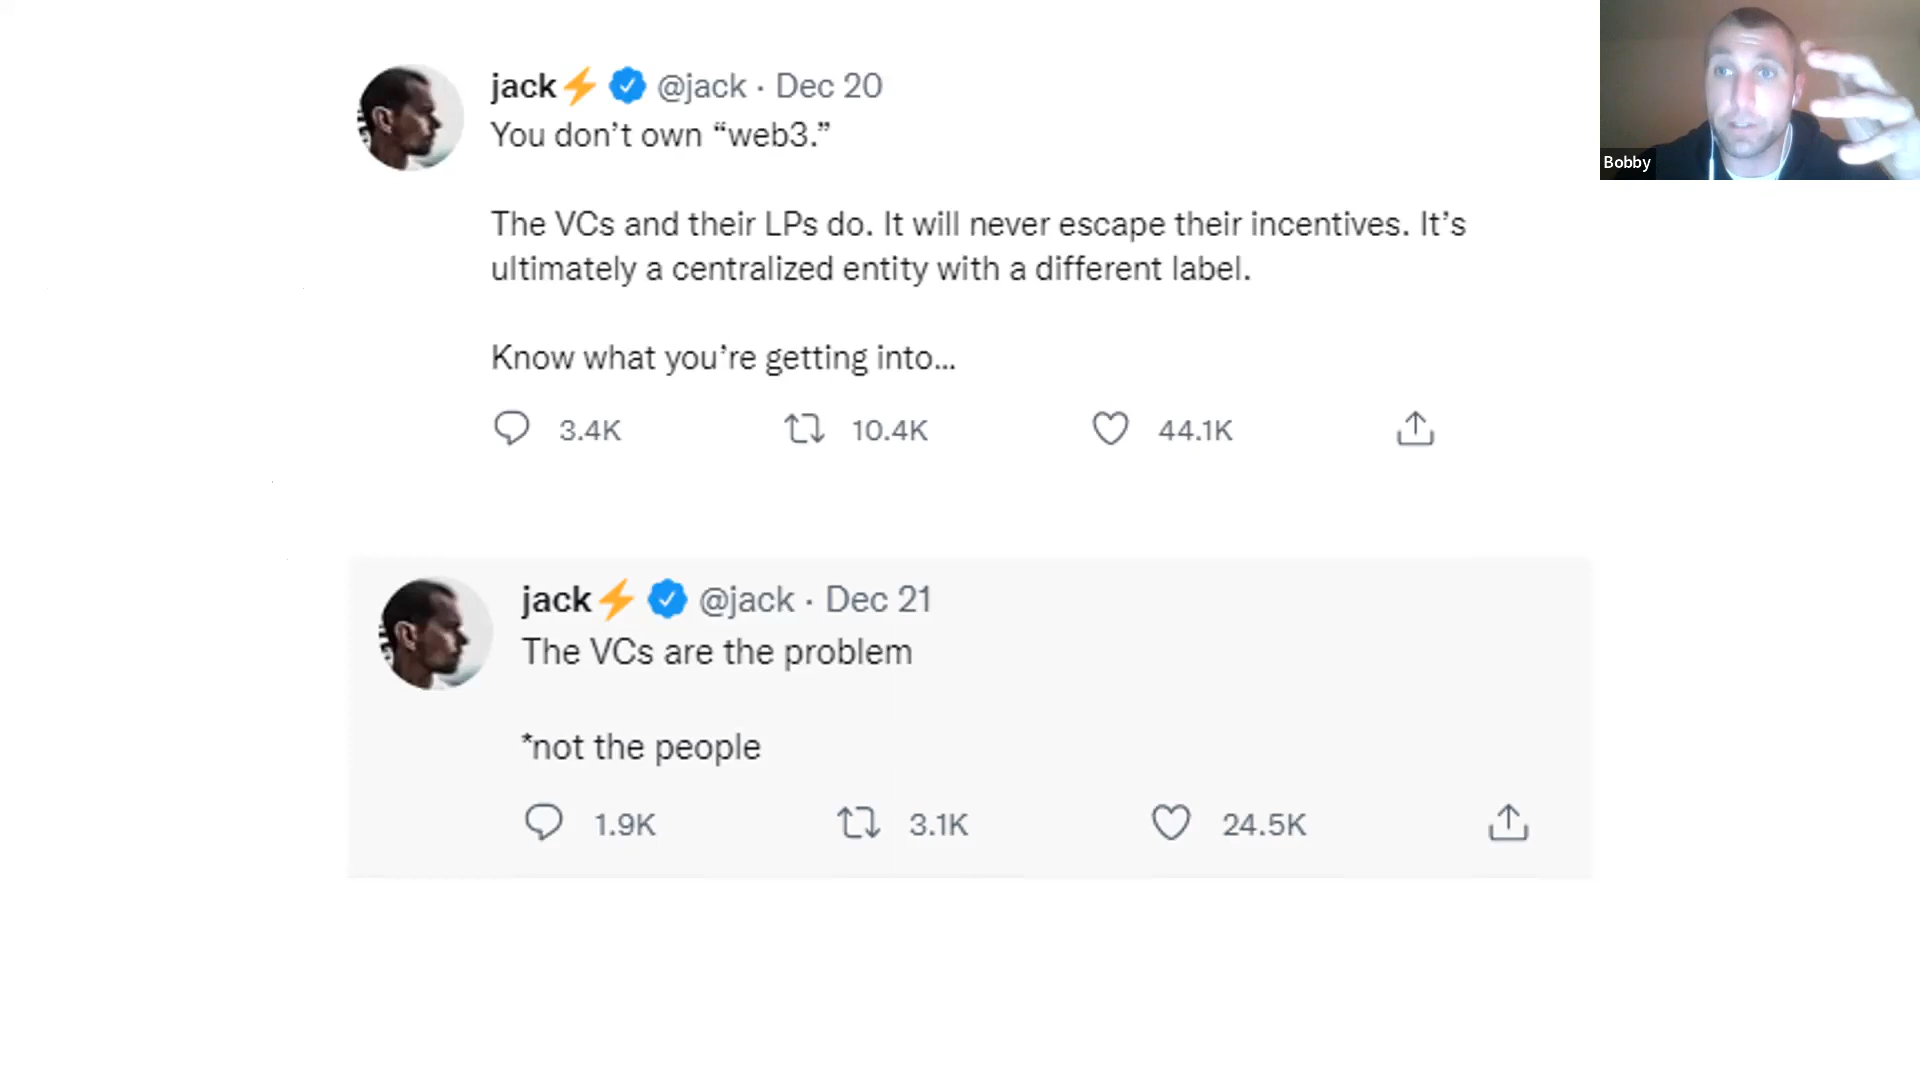 jack⚡ @jack · Dec 20
You don’t own “web3.”
The VCs and their LPs do. It will never escape their incentives. It’s
ultimately a centralized entity with a different label.
Know what you’re getting into...
3.4K 10.4K 44.1K
jack⚡ @jack · Dec 21
The VCs are the problem
*not the people
1.9K 3.1K 24.5K
Bobby